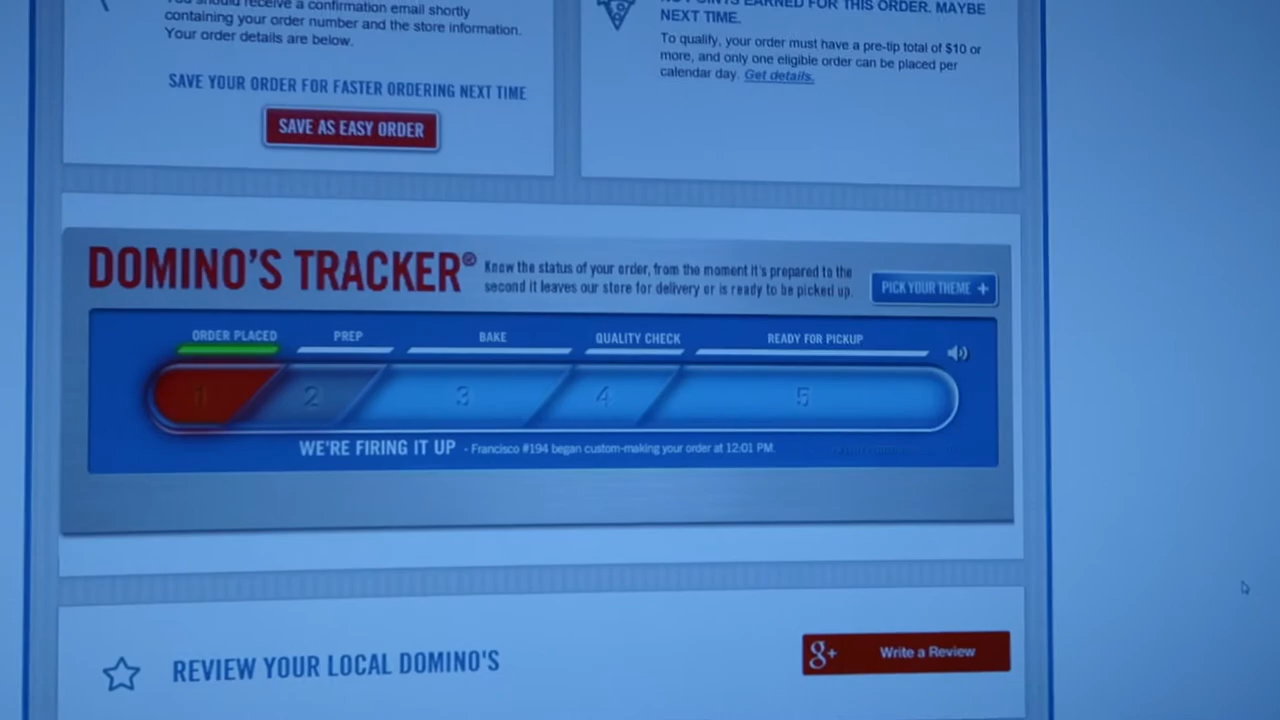 You should receive a confirmation email shortly
containing your order number and the store information.
Your order details are below.
SAVE YOUR ORDER FOR FASTER ORDERING NEXT TIME
SAVE AS EASY ORDER
EARNED FOR THIS ORDER. MAYBE
NEXT TIME.
To qualify, your order must have a pre-tip total of $10 or
more, and only one eligible order can be placed per
calendar day. Get details.
DOMINO'S TRACKER®
Know the status of your order, from the moment it's prepared to the
second it leaves our store for delivery or is ready to be picked up.
PICK YOUR THEME +
ORDER PLACED PREP BAKE QUALITY CHECK READY FOR PICKUP
1 2 3 4 5
WE'RE FIRING IT UP - Francisco #194 began custom-making your order at 12:01 PM.
REVIEW YOUR LOCAL DOMINO'S
g+ Write a Review